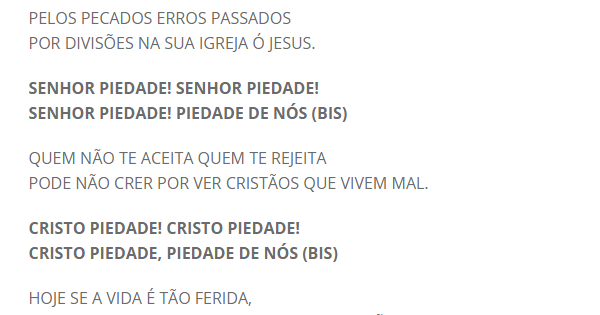 PELOS PECADOS ERROS PASSADOS
POR DIVISÕES NA SUA IGREJA Ó JESUS.
SENHOR PIEDADE! SENHOR PIEDADE!
SENHOR PIEDADE! PIEDADE DE NÓS (BIS)
QUEM NÃO TE ACEITA QUEM TE REJEITA
PODE NÃO CRER POR VER CRISTÃOS QUE VIVEM MAL.
CRISTO PIEDADE! CRISTO PIEDADE!
CRISTO PIEDADE, PIEDADE DE NÓS (BIS)
HOJE SE A VIDA É TÃO FERIDA,